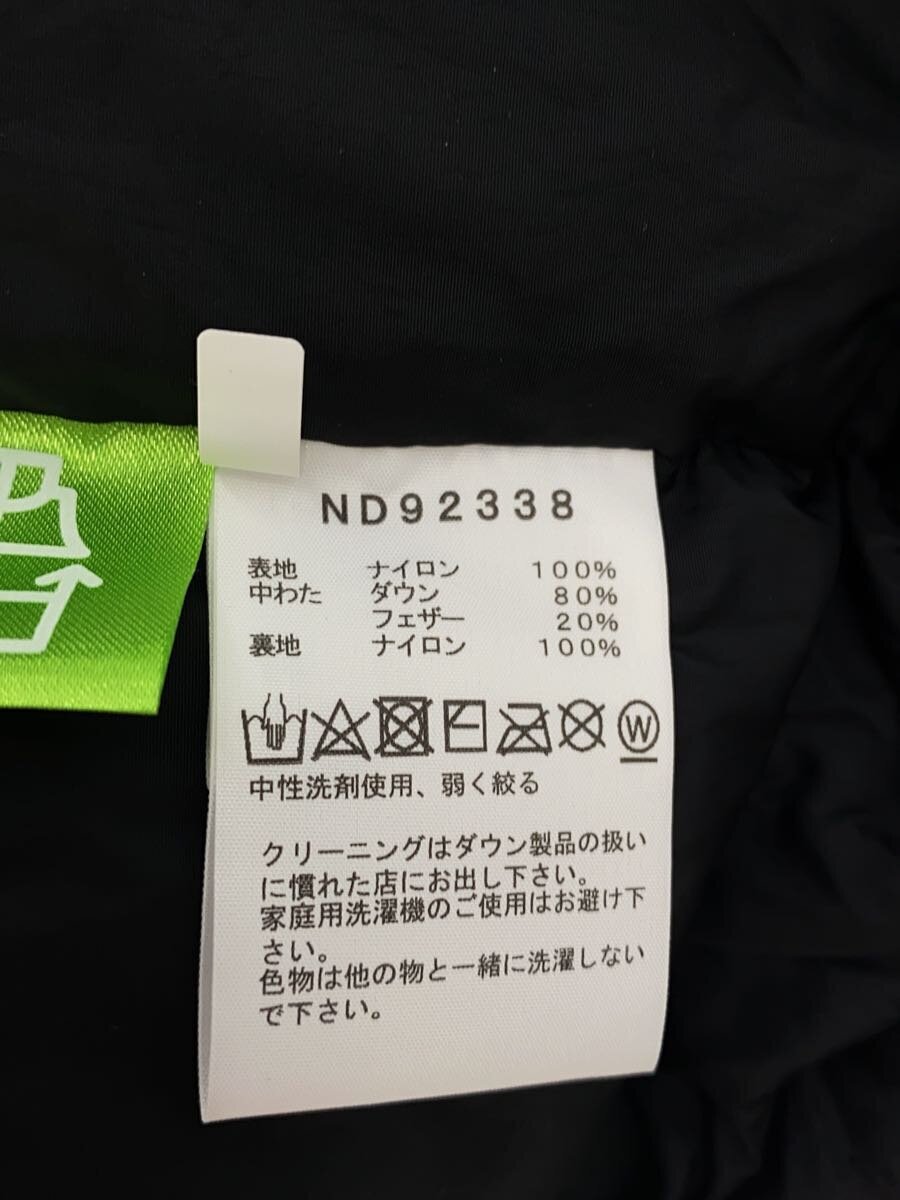 ND92338
表地 ナイロン 100%
中わた ダウン 80%
フェザー 20%
裏地 ナイロン 100%
W
中性洗剤使用、弱く絞る
クリーニングはダウン製品の扱い
に慣れた店にお出し下さい。
家庭用洗濯機のご使用はお避け下
さい。
色物は他の物と一緒に洗濯しない
で下さい。